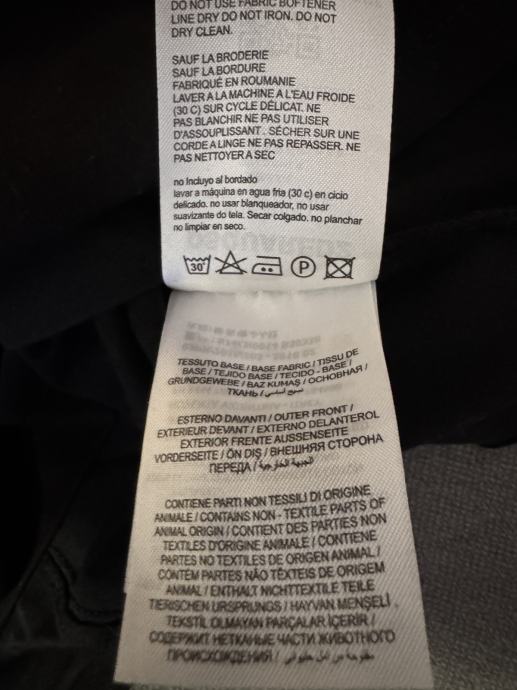 DO NOT USE FABRIC BOFTENER
LINE DRY DO NOT IRON. DO NOT
DRY CLEAN.
SAUF LA BRODERIE
SAUF LA BORDURE
FABRIQUÉ EN ROUMANIE
LAVER A LA MACHINE A L'EAU FROIDE
(30 C) SUR CYCLE DÉLICAT. NE
PAS BLANCHIR NE PAS UTILISER
D'ASSOUPLISSANT. SÉCHER SUR UNE
CORDE A LINGE NE PAS REPASSER. NE
PAS NETTOYER A SEC
no Incluyo al bordado
lavar a máquina en agua fria (30 c) en ciclo
delicado. no usar blanqueador, no usar
suavizante do tela. Secar colgado. no planchar
no limpiar en seco.
30° P
TESSUTO BASE / BASE FABRIC / TISSU DE
BASE / TEJIDO BASE / TECIDO - BASE /
GRUNDGEWEBE / BAZ KUMAŞ / ОСНОВНАЯ /
ТКАНЬ / نسيج أساسي /
ESTERNO DAVANTI / OUTER FRONT /
EXTERIEUR DEVANT / EXTERNO DELANTEROL
EXTERIOR FRENTE AUSSENSEITE
VORDERSEITE / ÖN DIŞ / ВНЕШНЯЯ СТОРОНА
ПЕРЕДА / الجبهة الخارجية /
CONTIENE PARTI NON TESSILI DI ORIGINE
ANIMALE / CONTAINS NON - TEXTILE PARTS OF
ANIMAL ORIGIN / CONTIENT DES PARTIES NON
TEXTILES D'ORIGINE ANIMALE / CONTIENE
PARTES NO TEXTILES DE ORIGEN ANIMAL /
CONTÉM PARTES NÃO TÊXTEIS DE ORIGEM
ANIMAL / ENTHALT NICHTTEXTILE TEILE
TIERISCHEN URSPRUNGS / HAYVAN MENŞELİ
TEKSTİL OLMAYAN PARÇALAR İÇERİR /
СОДЕРЖИТ НЕТКАНЫЕ ЧАСТИ ЖИВОТНОГО
ПРОИСХОЖДЕНИЯ /